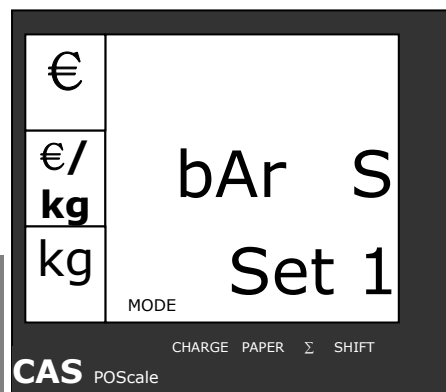 €
€/
kg
bAr S
kg
Set 1
MODE
CHARGE PAPER Σ SHIFT
CAS POScale